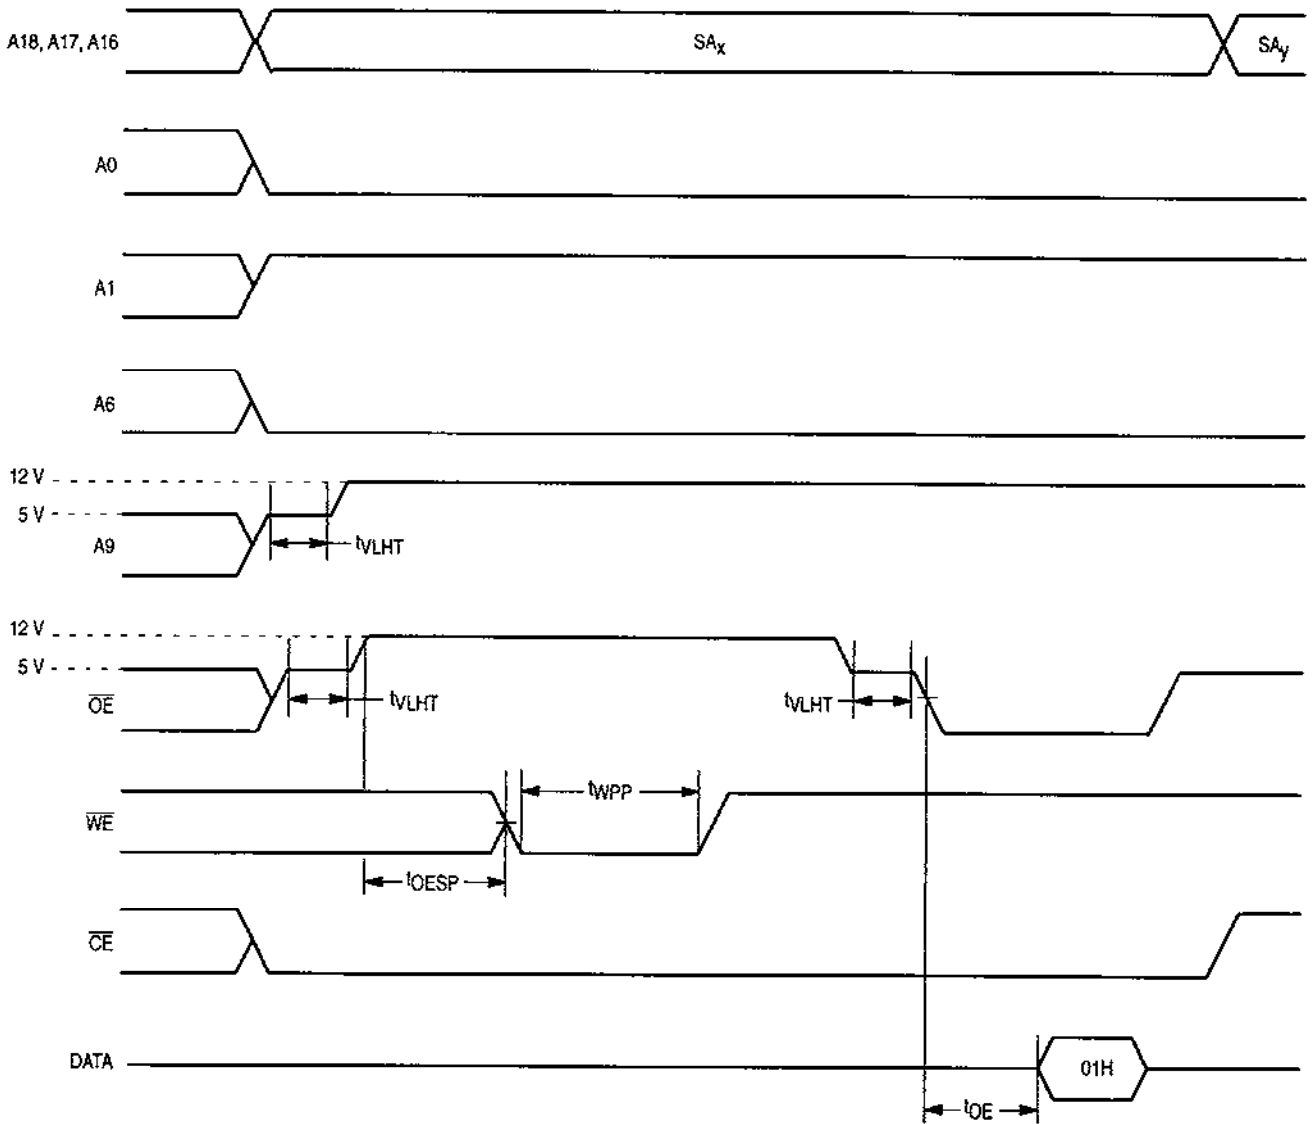 A18, A17, A16
SAx
SAy
A0
A1
A6
12 V
5 V
A9
tVLHT
12 V
5 V
OE
tVLHT
tVLHT
WE
tWPP
tOESP
CE
DATA
01H
tOE